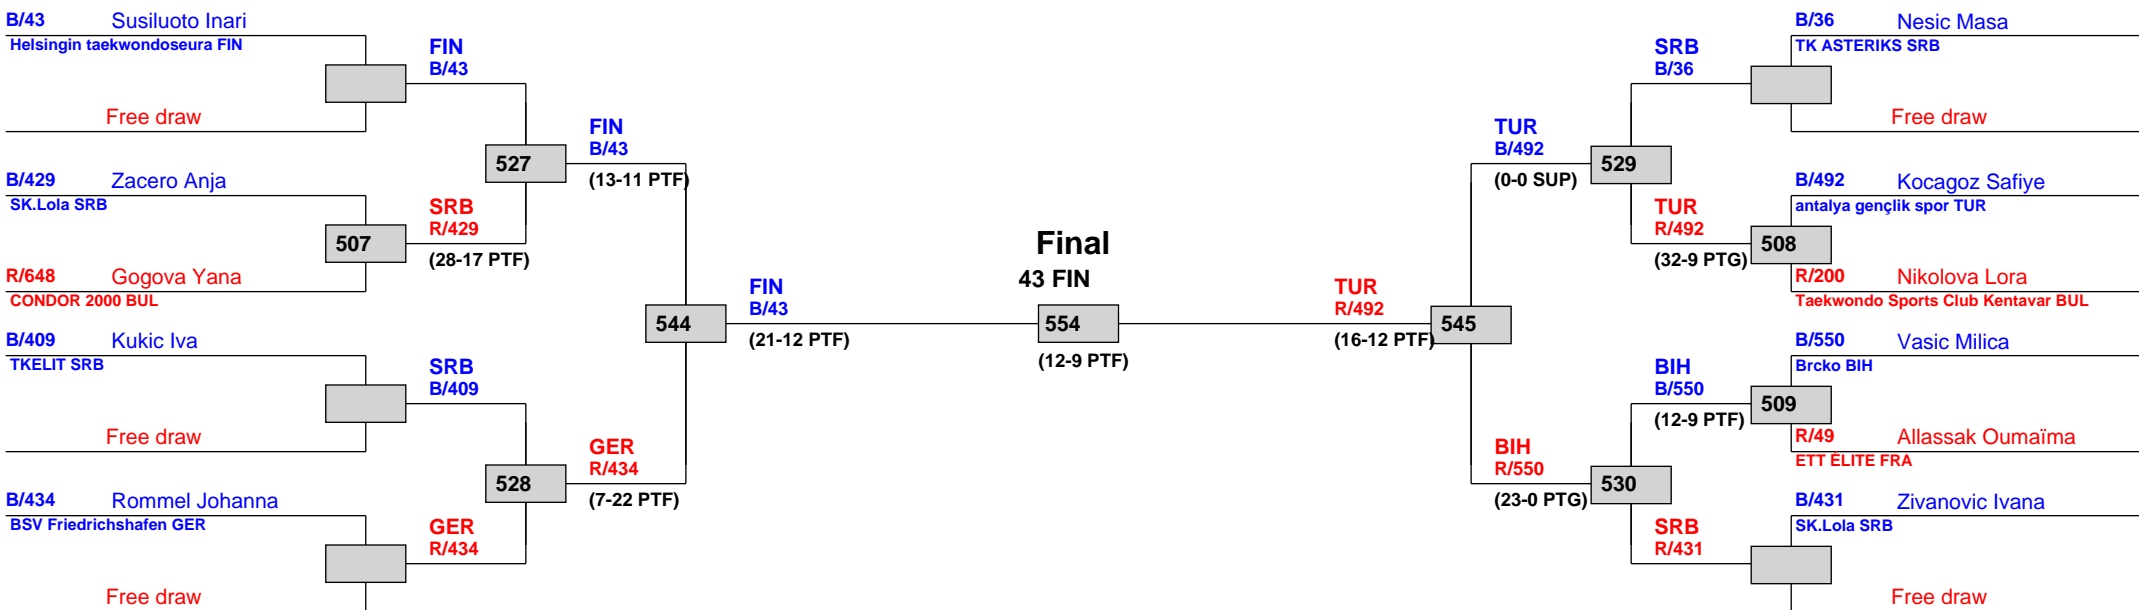 B/43 Susiluoto Inari
Helsingin taekwondoseura FIN
Free draw
B/429 Zacero Anja
SK.Lola SRB
507
R/648 Gogova Yana
CONDOR 2000 BUL
B/409 Kukic Iva
TKELIT SRB
Free draw
B/434 Rommel Johanna
BSV Friedrichshafen GER
Free draw
FIN
B/43
527
SRB
R/429
(28-17 PTF)
SRB
B/409
528
GER
R/434
FIN
B/43
(13-11 PTF)
544
GER
R/434
(7-22 PTF)
FIN
B/43
(21-12 PTF)
Final
43 FIN
554
(12-9 PTF)
TUR
R/492
(16-12 PTF)
545
TUR
B/492
(0-0 SUP)
BIH
R/550
(23-0 PTG)
SRB
B/36
529
TUR
R/492
(32-9 PTG)
BIH
B/550
(12-9 PTF)
530
SRB
R/431
B/36 Nesic Masa
TK ASTERIKS SRB
Free draw
B/492 Kocagoz Safiye
antalya gençlik spor TUR
508
R/200 Nikolova Lora
Taekwondo Sports Club Kentavar BUL
B/550 Vasic Milica
Brcko BIH
509
R/49 Allassak Oumaïma
ETT ÉLITE FRA
B/431 Zivanovic Ivana
SK.Lola SRB
Free draw